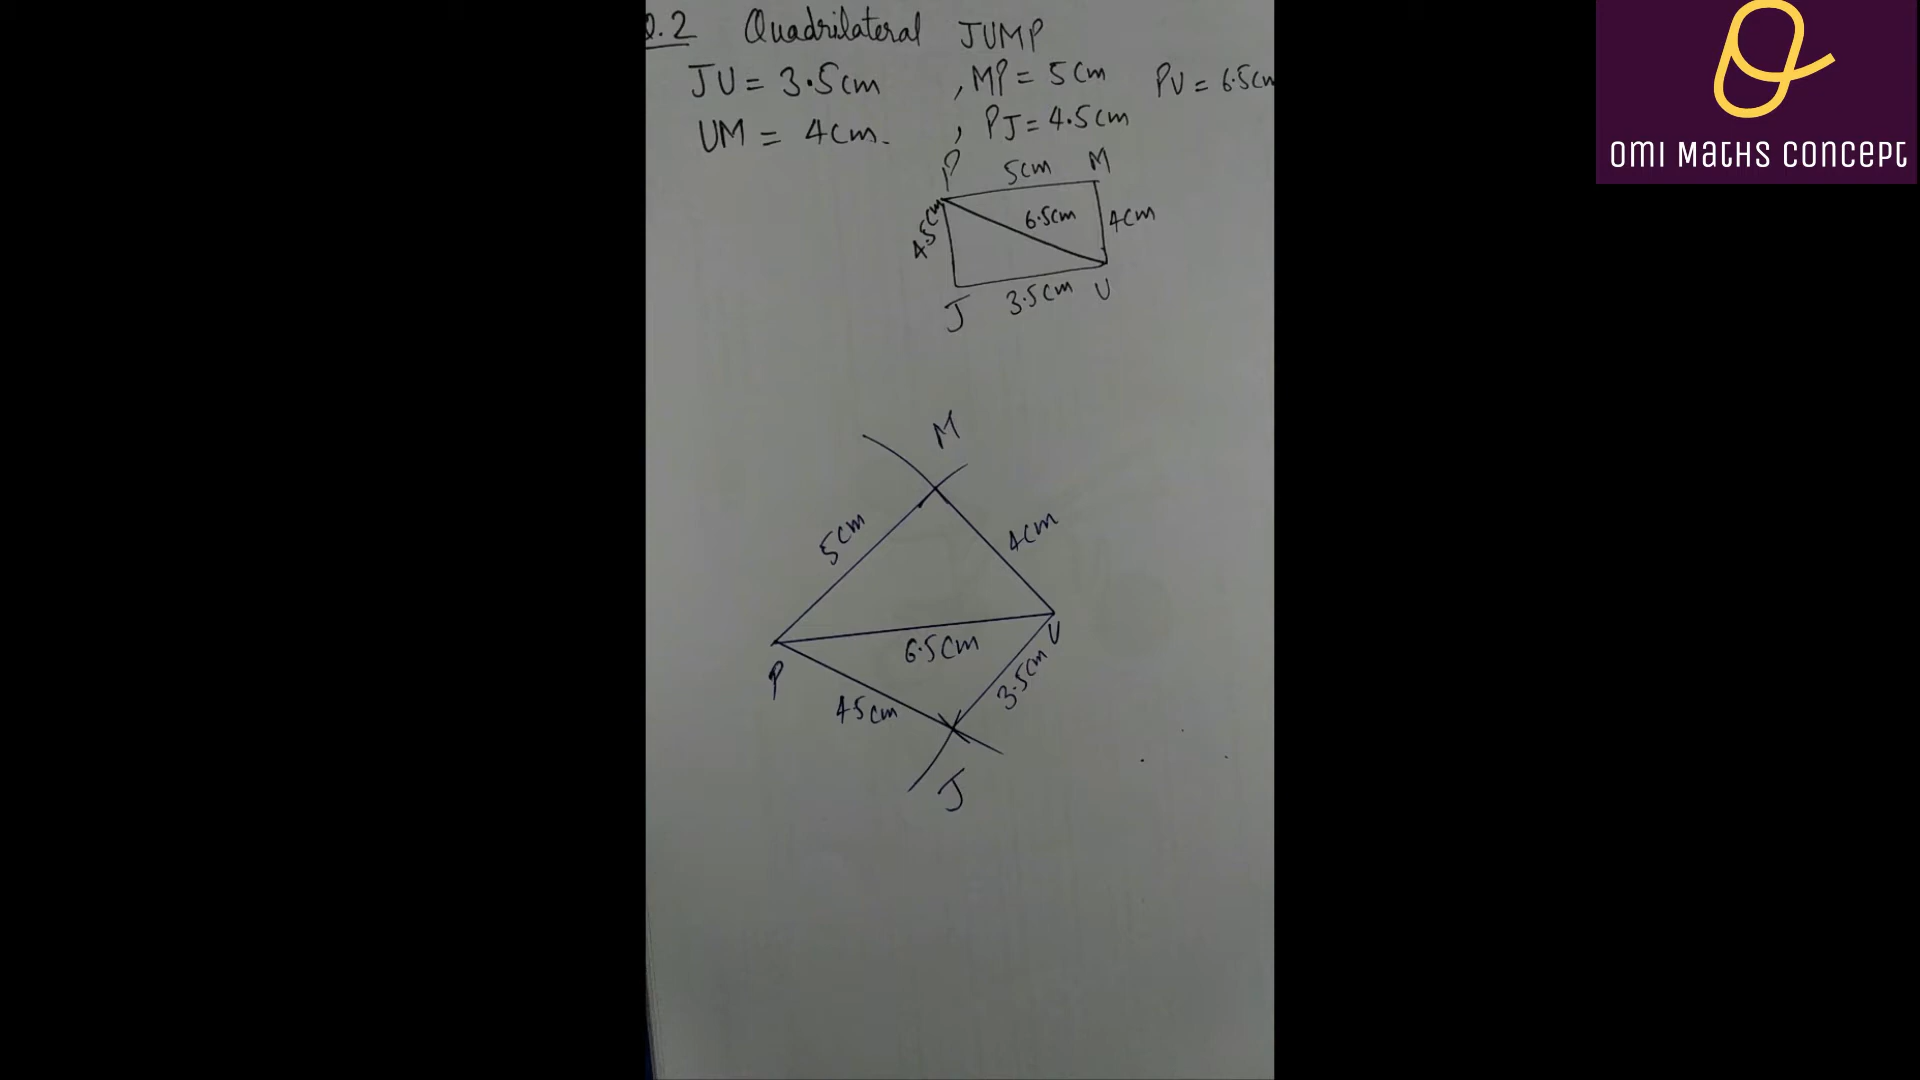 Q.2 Quadrilateral JUMP
JU = 3.5cm , MP = 5cm PU = 6.5cm
UM = 4cm. , PJ = 4.5cm
P 5cm M
4.5cm 6.5cm 4cm
J 3.5cm U
M
5cm 4cm
P 6.5cm U
4.5cm 3.5cm
J
OMI MATHS CONCEPT